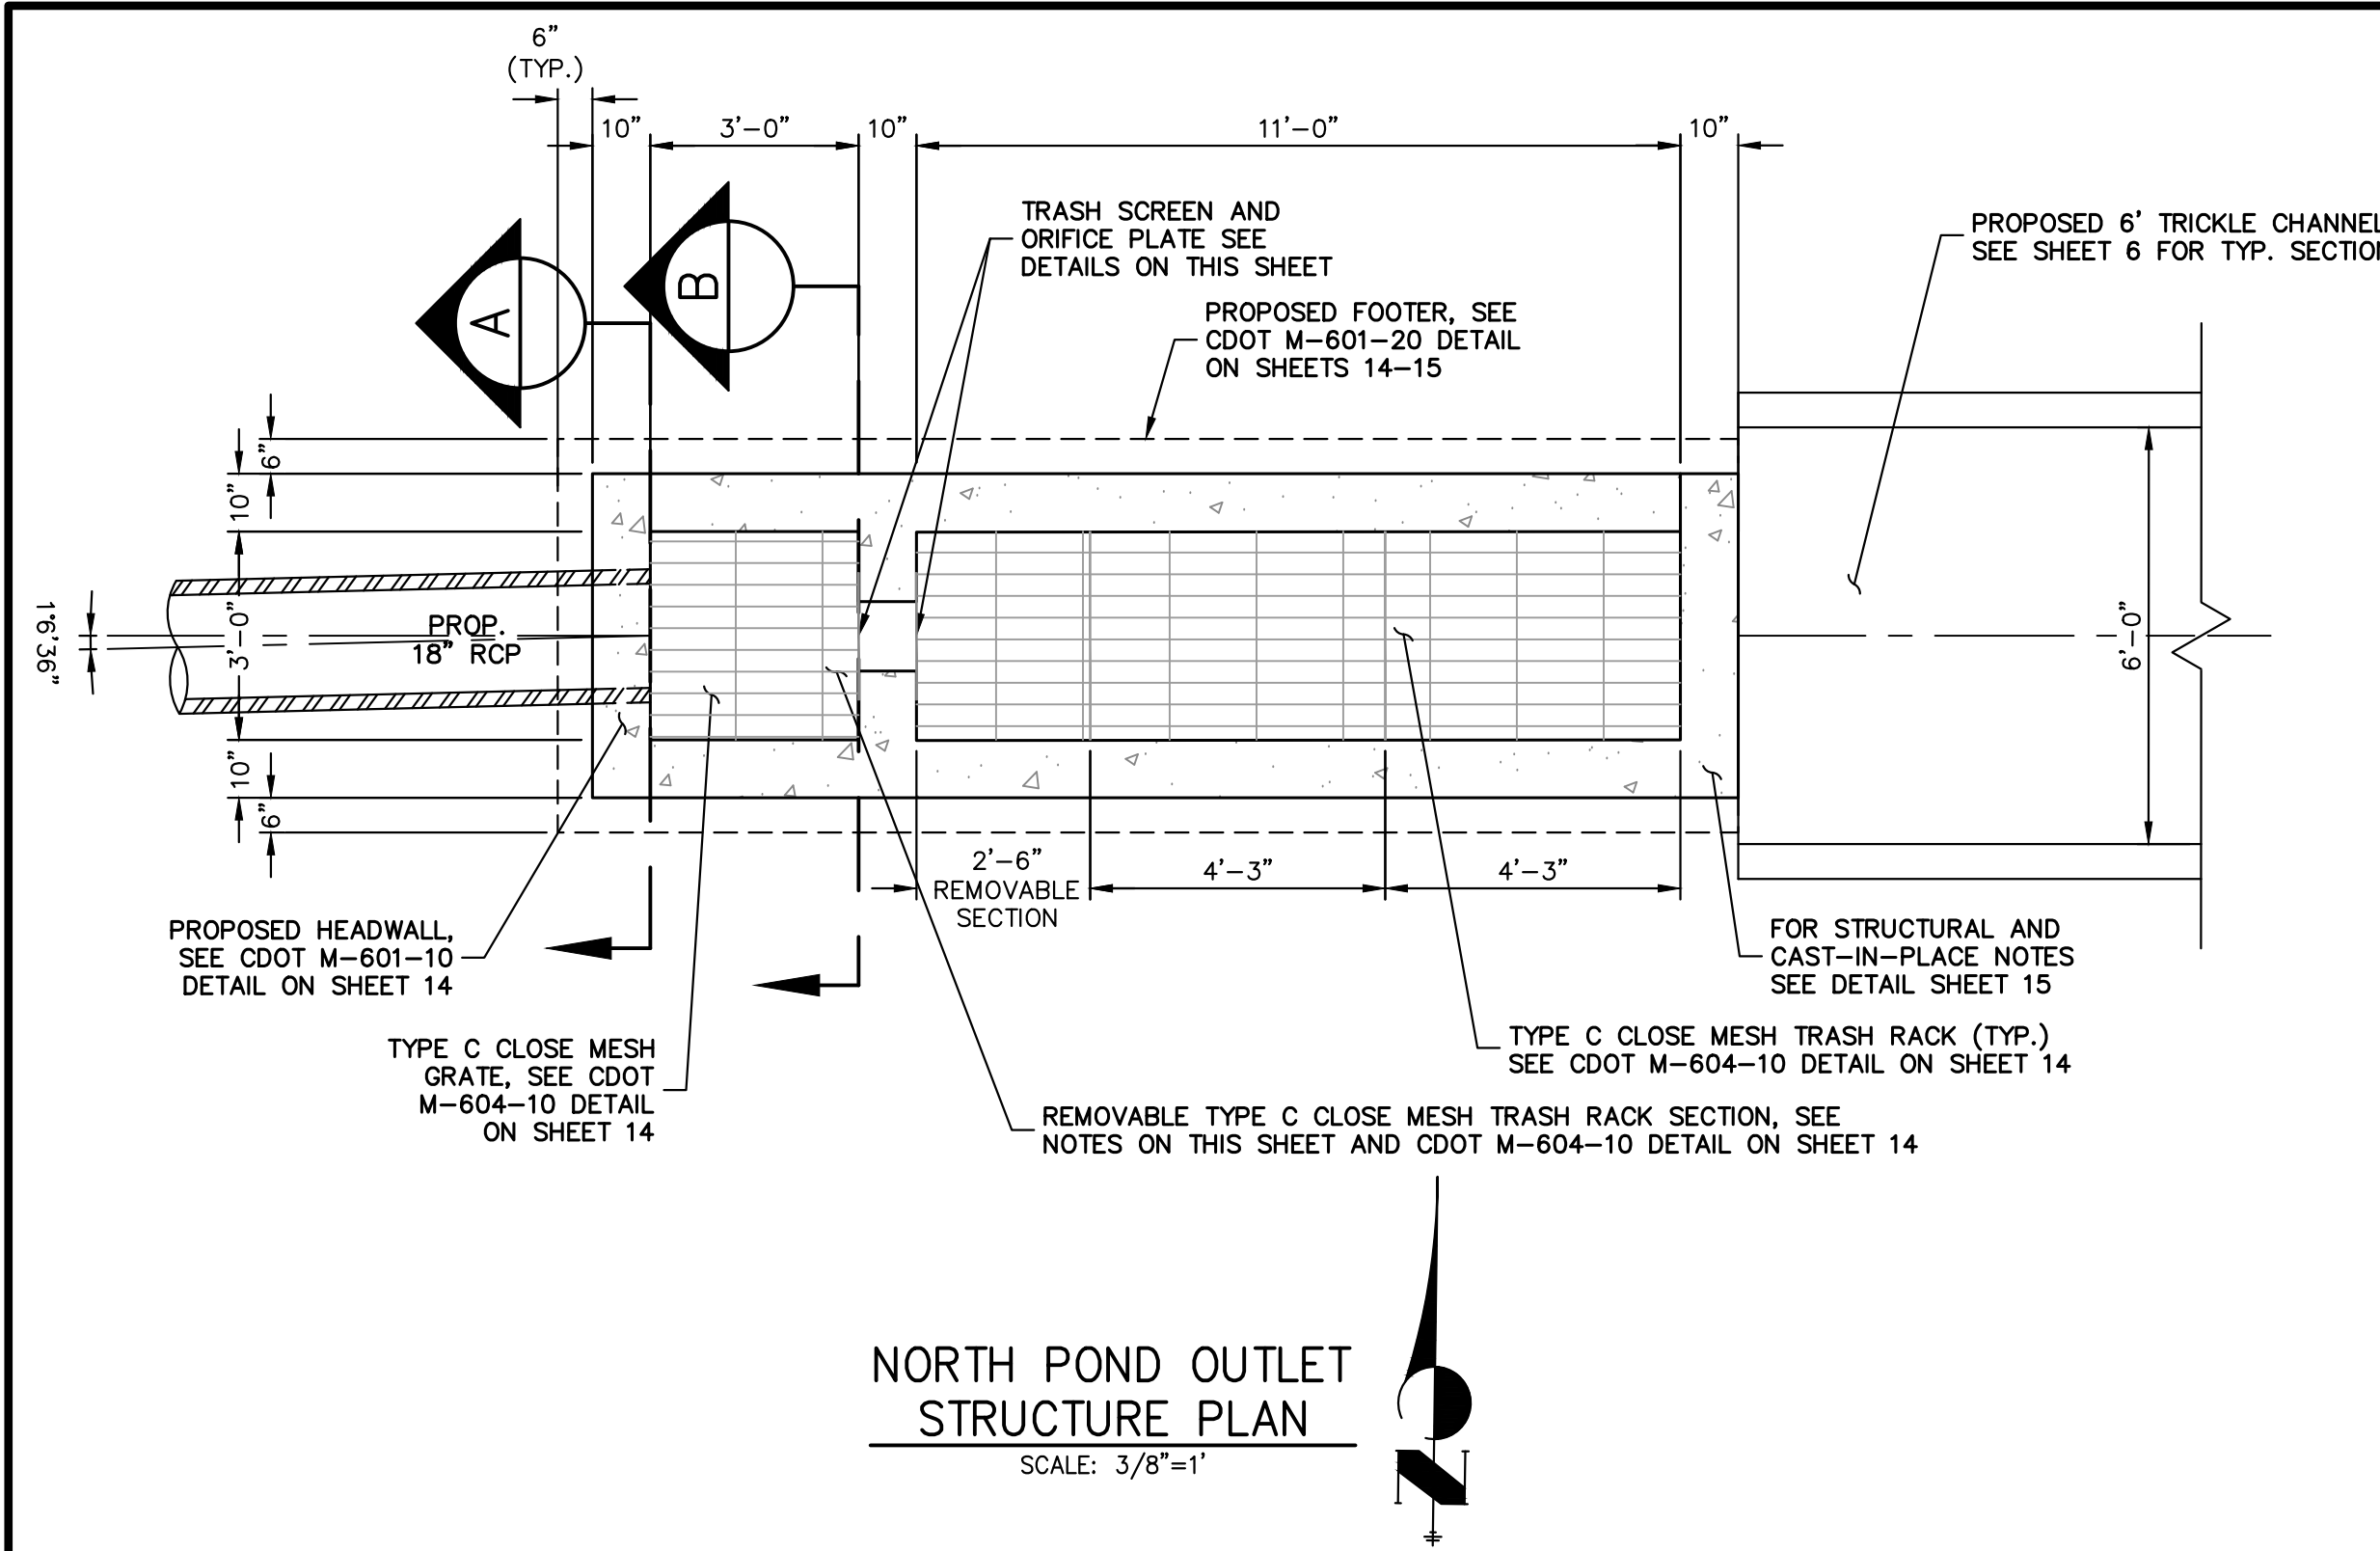 6"
(TYP.)
10"
3'-0"
10"
11'-0"
10"
TRASH SCREEN AND
ORIFICE PLATE SEE
DETAILS ON THIS SHEET
PROPOSED 6' TRICKLE CHANNEL
SEE SHEET 6 FOR TYP. SECTION
A
B
PROPOSED FOOTER, SEE
CDOT M-601-20 DETAIL
ON SHEETS 14-15
6"
10"
3'-0"
10"
6"
1°6'36"
PROP.
18" RCP
6'-0"
2'-6"
REMOVABLE
SECTION
4'-3"
4'-3"
PROPOSED HEADWALL,
SEE CDOT M-601-10
DETAIL ON SHEET 14
FOR STRUCTURAL AND
CAST-IN-PLACE NOTES
SEE DETAIL SHEET 15
TYPE C CLOSE MESH
GRATE, SEE CDOT
M-604-10 DETAIL
ON SHEET 14
TYPE C CLOSE MESH TRASH RACK (TYP.)
SEE CDOT M-604-10 DETAIL ON SHEET 14
REMOVABLE TYPE C CLOSE MESH TRASH RACK SECTION, SEE
NOTES ON THIS SHEET AND CDOT M-604-10 DETAIL ON SHEET 14
NORTH POND OUTLET
STRUCTURE PLAN
SCALE: 3/8"=1'
N